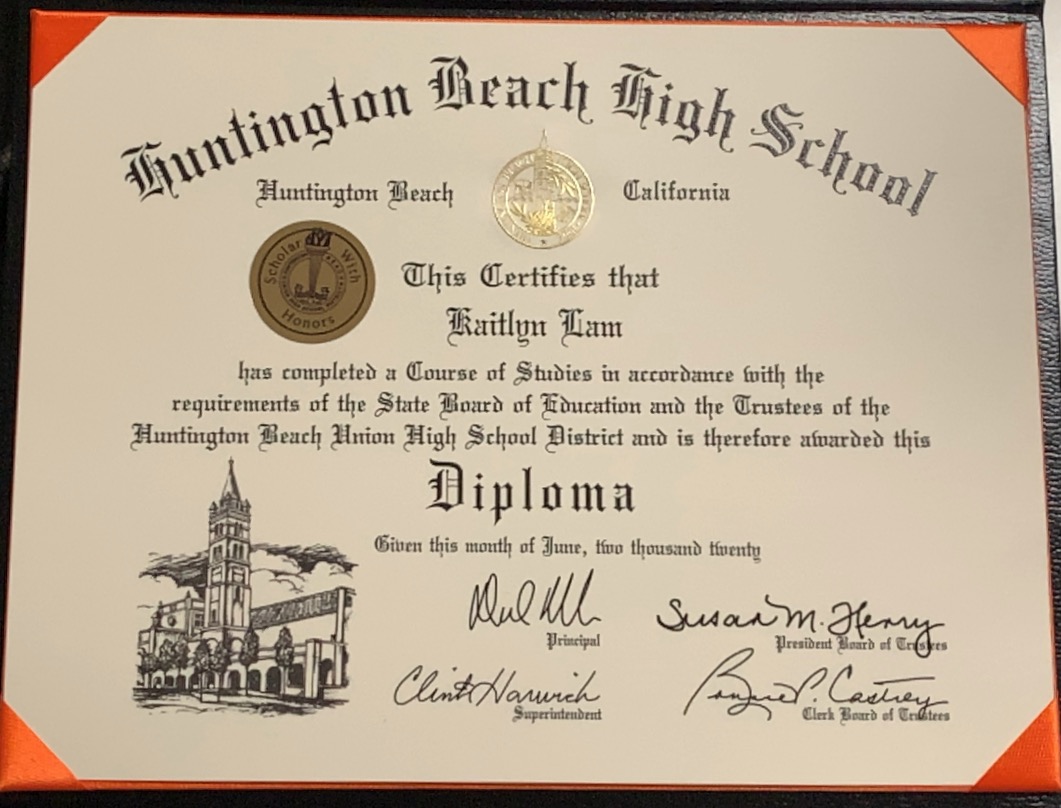 Huntington Beach High School
Huntington Beach California
Scholar With
Honors
This Certifies that
Kaitlyn Lam
has completed a Course of Studies in accordance with the
requirements of the State Board of Education and the Trustees of the
Huntington Beach Union High School District and is therefore awarded this
Diploma
Given this month of June, two thousand twenty
Susan M. Henry
Principal President Board of Trustees
Clint Harwick
Superintendent Clerk Board of Trustees